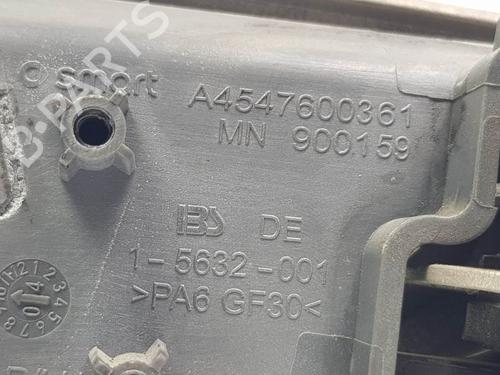 B-PARTS
smart
A4547600361
MN 900159
IBS DE
1-5632-001
>PA6 GF30<